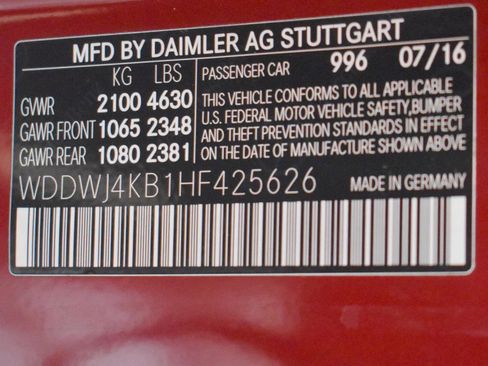 MFD BY DAIMLER AG STUTTGART
KG LBS
GVWR 2100 4630
GAWR FRONT 1065 2348
GAWR REAR 1080 2381
PASSENGER CAR 996 07/16
THIS VEHICLE CONFORMS TO ALL APPLICABLE
U.S. FEDERAL MOTOR VEHICLE SAFETY,BUMPER
AND THEFT PREVENTION STANDARDS IN EFFECT
ON THE DATE OF MANUFACTURE SHOWN ABOVE
WDDWJ4KB1HF425626 MADE IN GERMANY